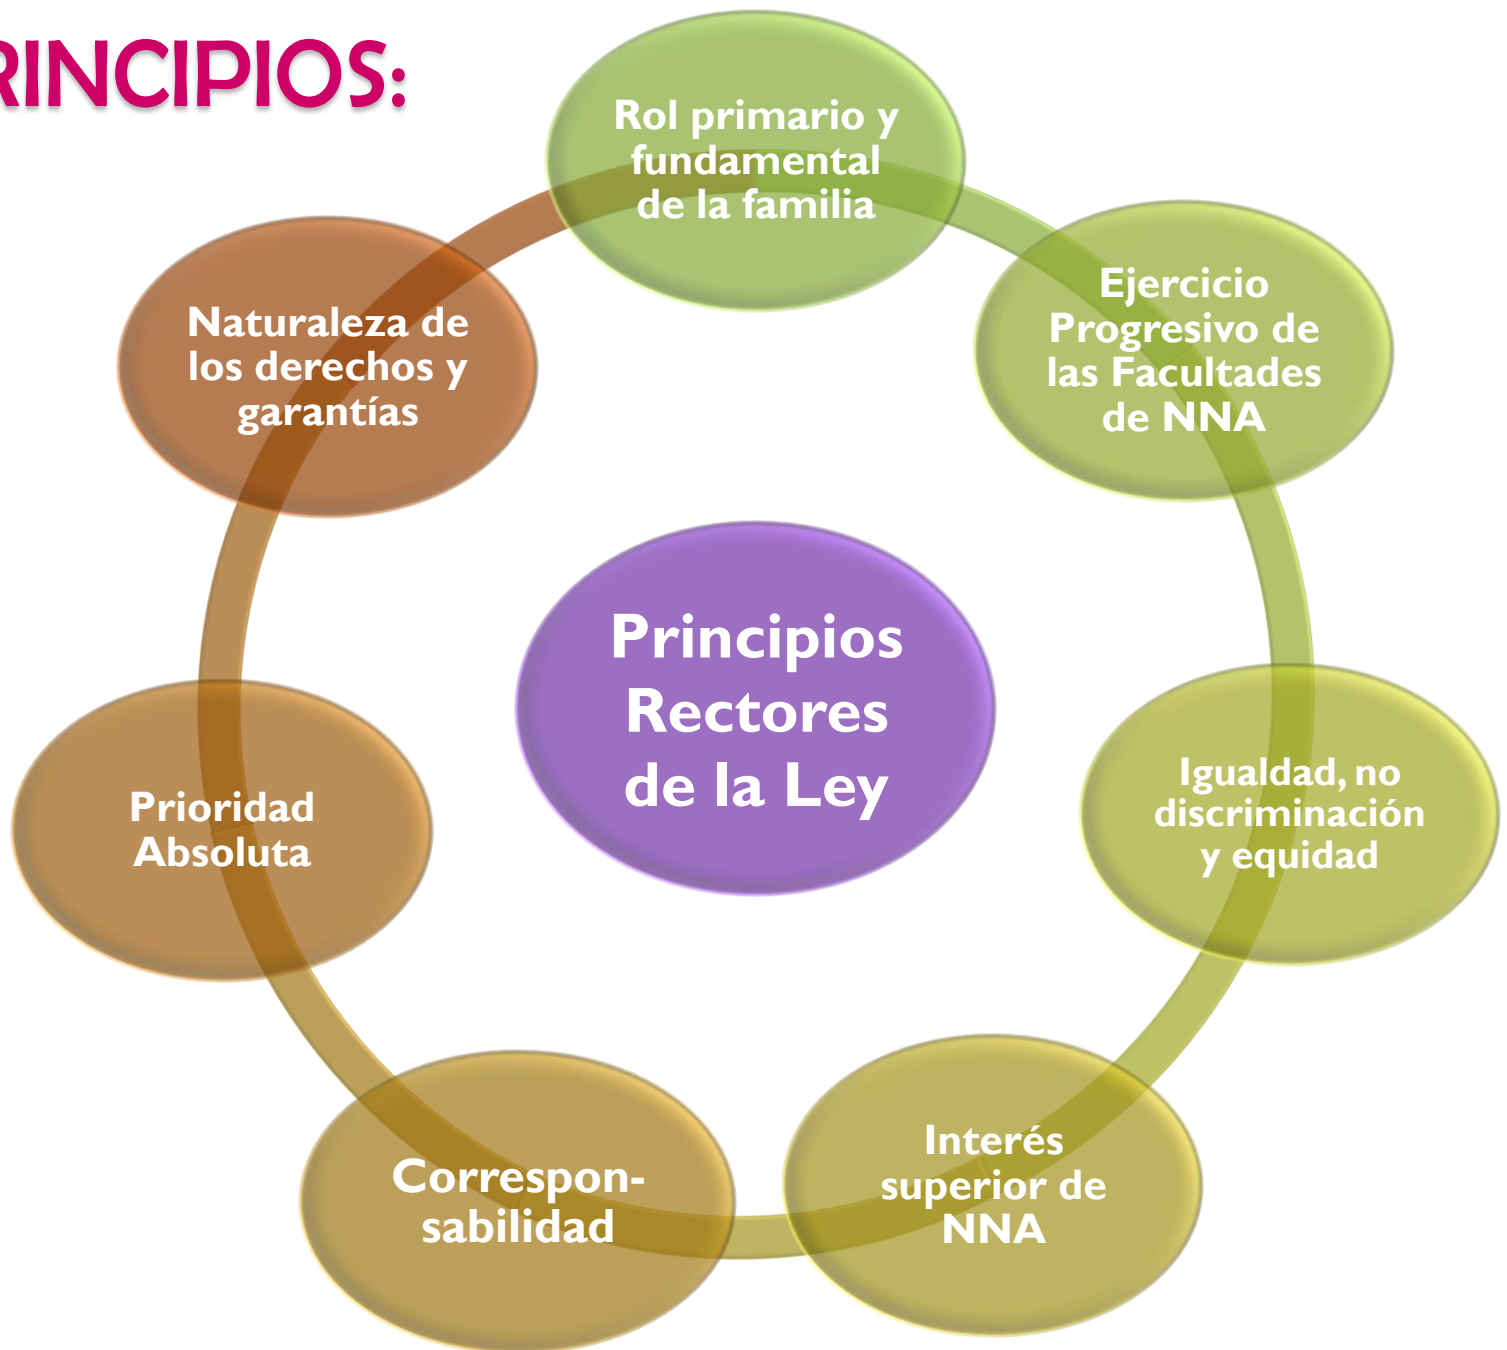 RINCIPIOS:
Rol primario y
fundamental
de la familia
Ejercicio
Progresivo de
las Facultades
de NNA
Igualdad, no
discriminación
y equidad
Interés
superior de
NNA
Correspon-
sabilidad
Prioridad
Absoluta
Naturaleza de
los derechos y
garantías
Principios
Rectores
de la Ley